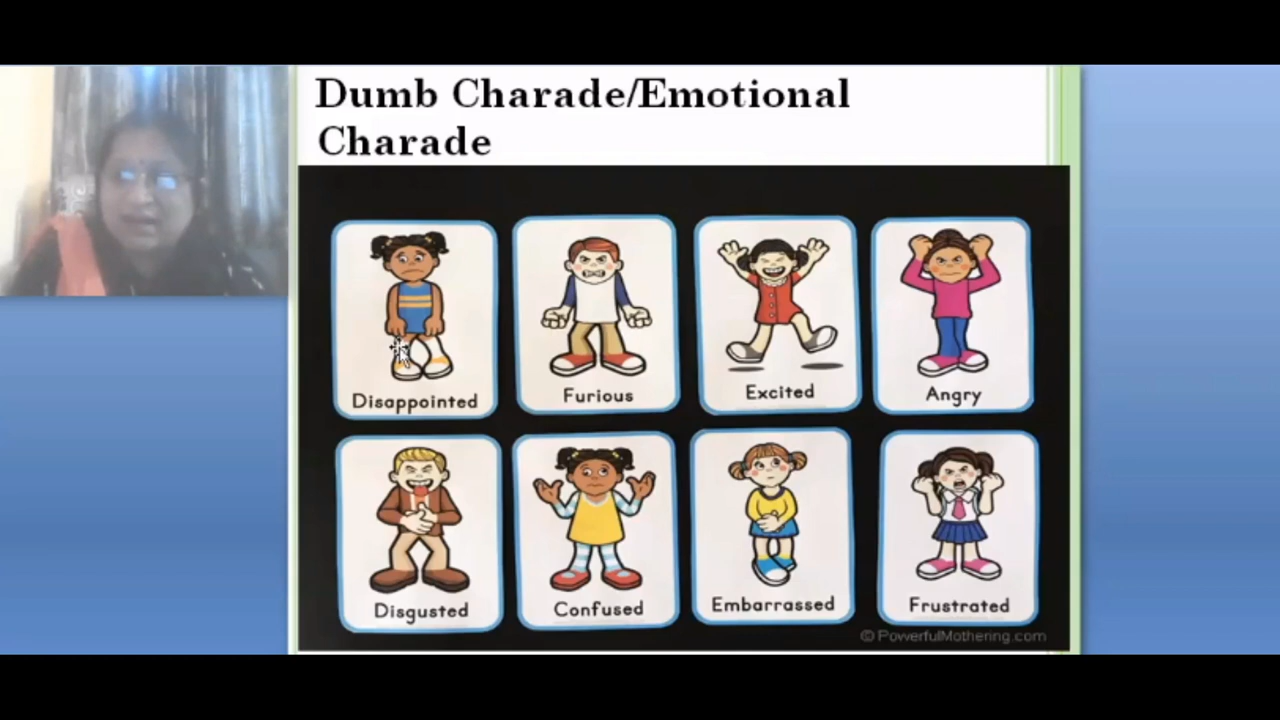 Dumb Charade/Emotional
Charade
Disappointed
Furious
Excited
Angry
Disgusted
Confused
Embarrassed
Frustrated
© PowerfulMothering.com